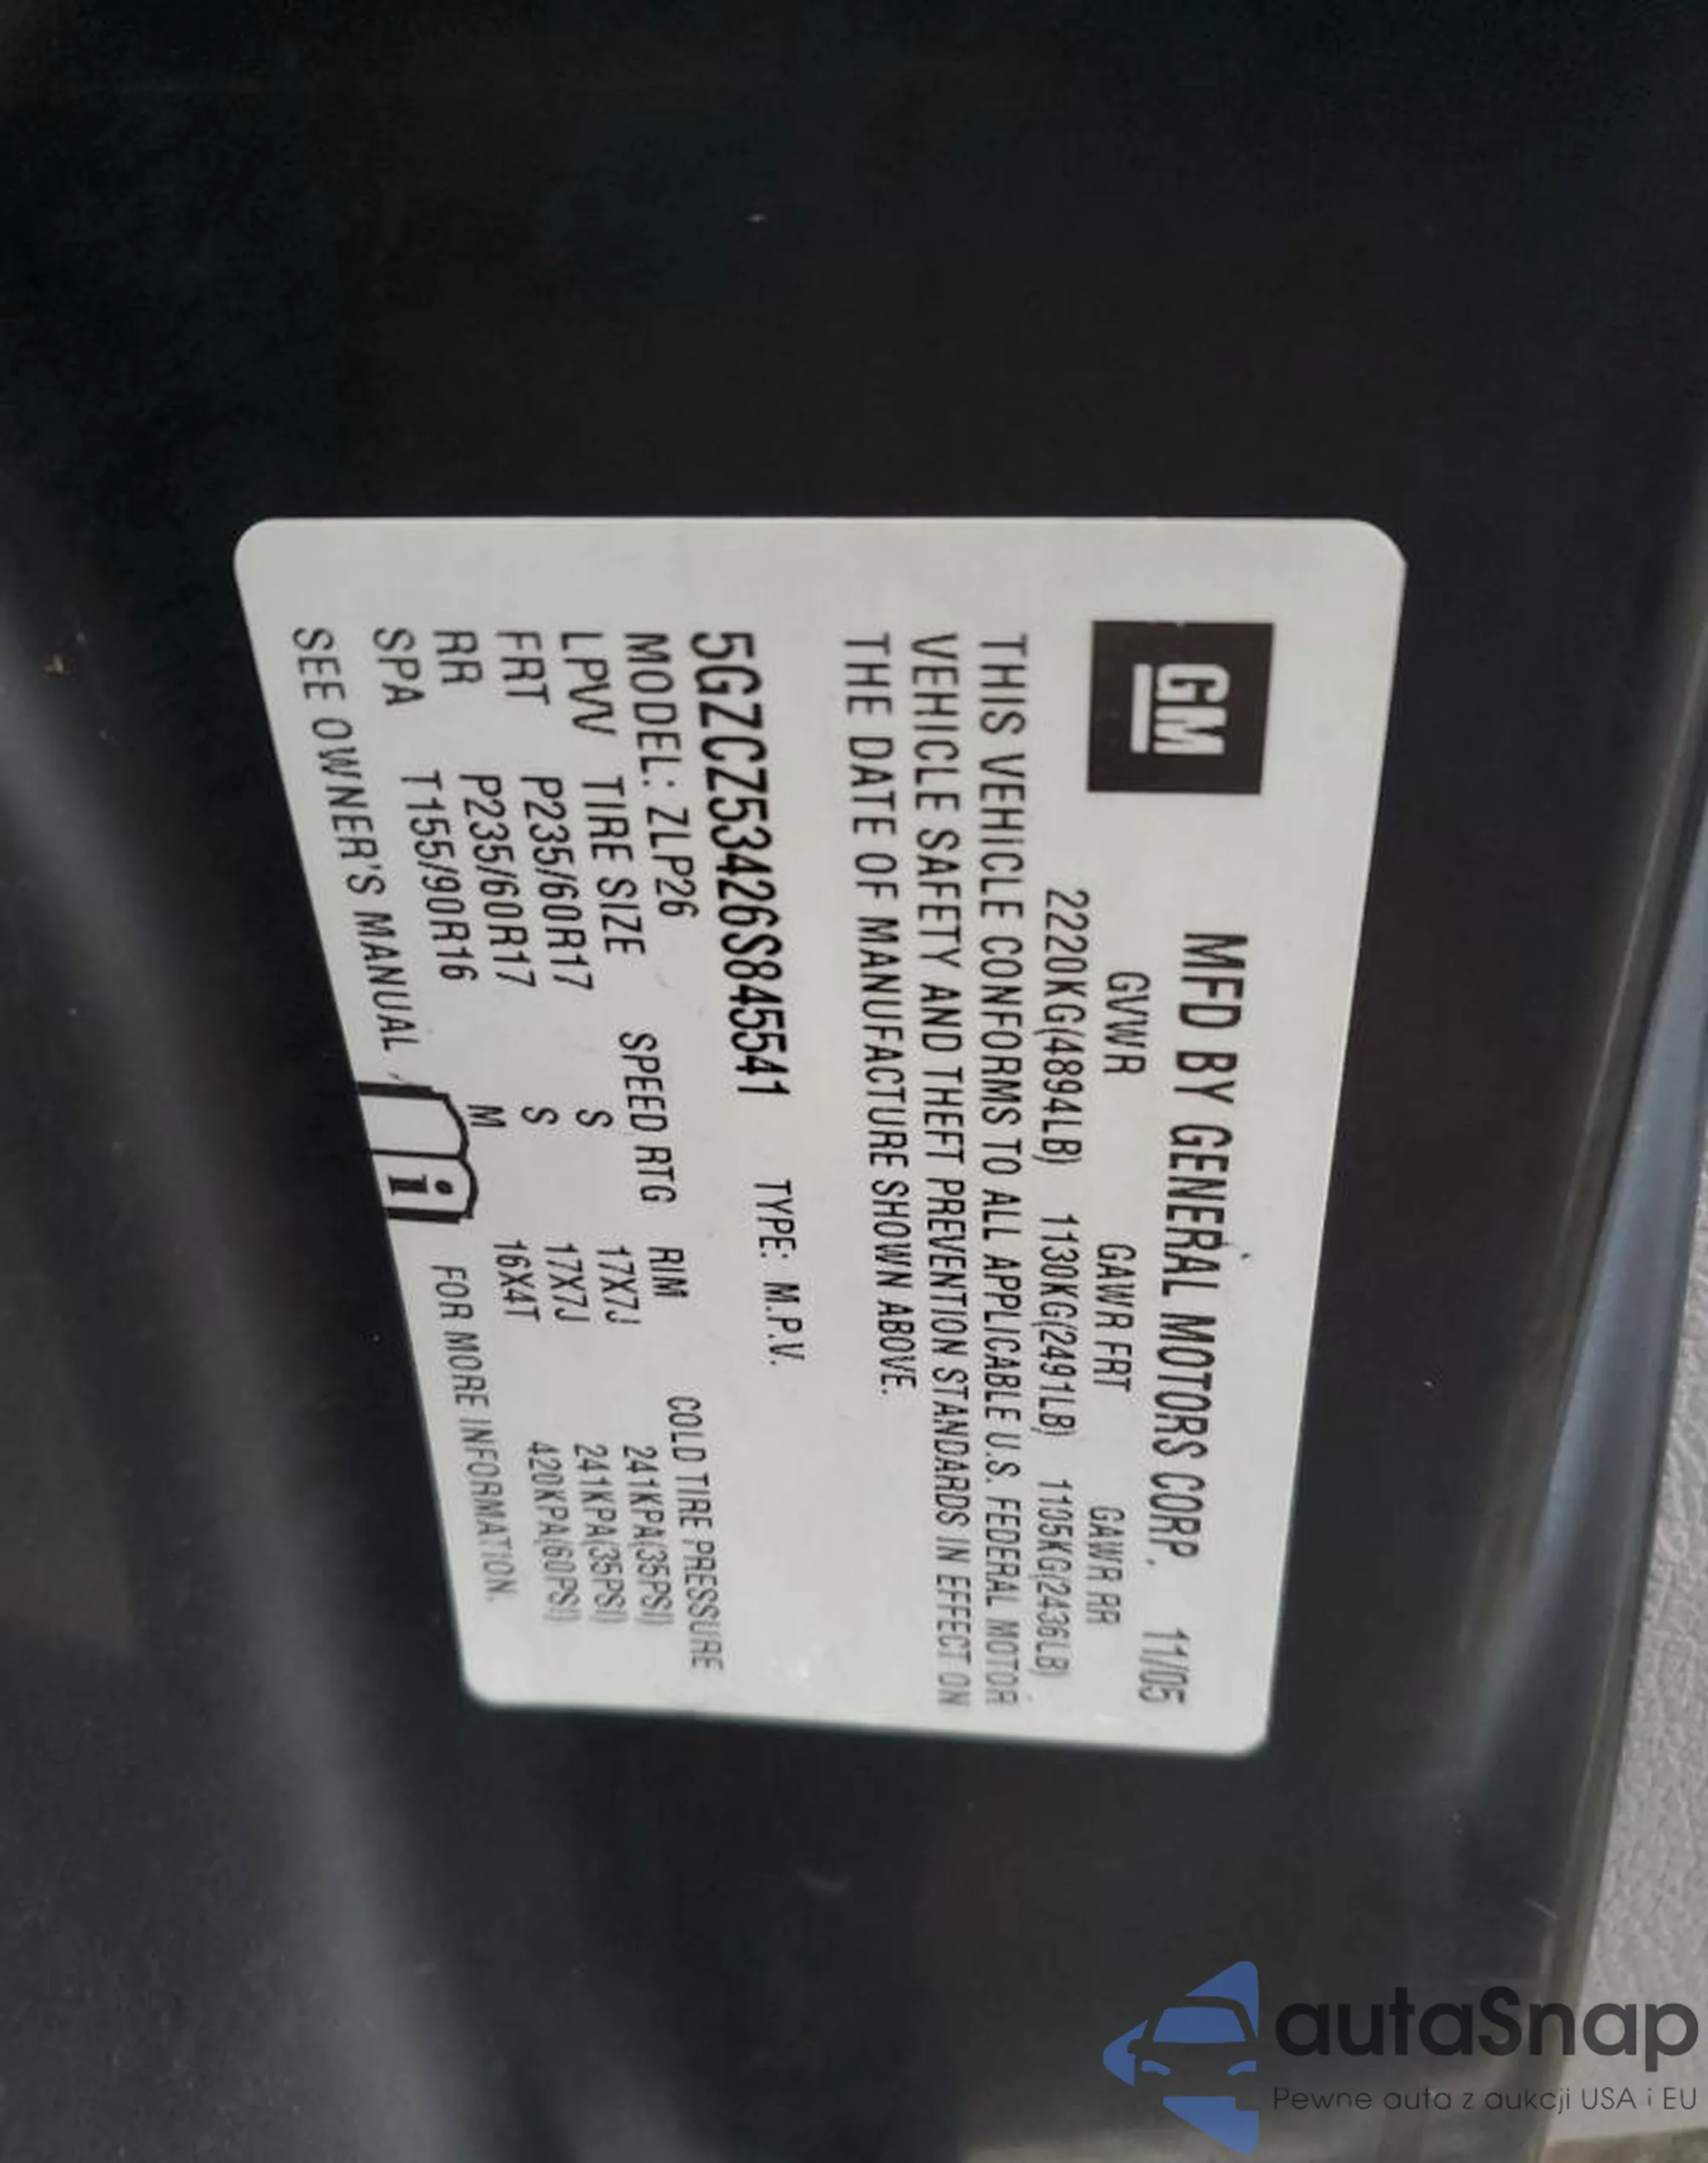 GM
MFD BY GENERAL MOTORS CORP. 11/05
GVWR GAWR FRT GAWR RR
2220KG(4894LB) 1130KG(2491LB) 1105KG(2436LB)
THIS VEHICLE CONFORMS TO ALL APPLICABLE U.S. FEDERAL MOTOR
VEHICLE SAFETY AND THEFT PREVENTION STANDARDS IN EFFECT ON
THE DATE OF MANUFACTURE SHOWN ABOVE.
5GZCZ53426S845541 TYPE: M.P.V.
MODEL: ZLP26
LPVV TIRE SIZE SPEED RTG RIM COLD TIRE PRESSURE
FRT P235/60R17 S 17X7J 241KPA(35PSI)
RR P235/60R17 S 17X7J 241KPA(35PSI)
SPA T155/90R16 M 16X4T 420KPA(60PSI)
SEE OWNER'S MANUAL i FOR MORE INFORMATION.
autaSnap
Pewne auta z aukcji USA i EU